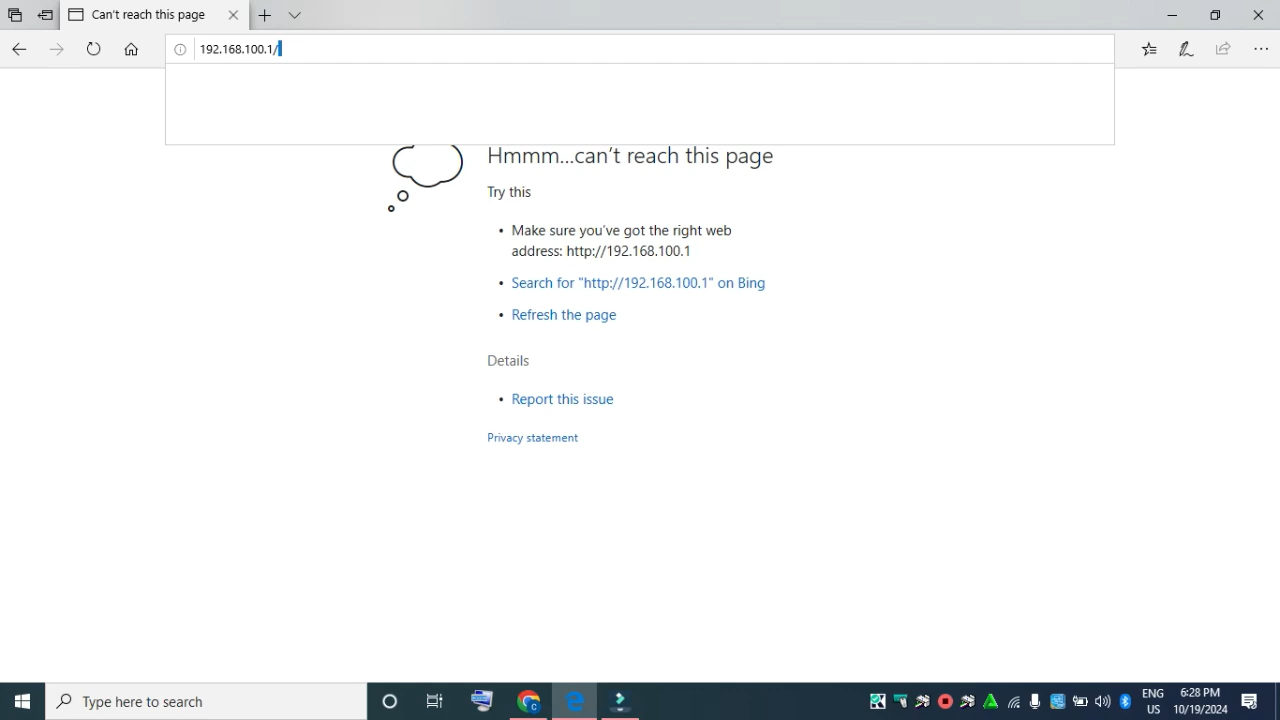 Can't reach this page
192.168.100.1/
Hmmm...can't reach this page
Try this
• Make sure you've got the right web
address: http://192.168.100.1
• Search for "http://192.168.100.1" on Bing
• Refresh the page
Details
• Report this issue
Privacy statement
Type here to search
ENG
US
6:28 PM
10/19/2024